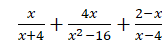 x/(x+4) + 4x/(x²−16) + (2−x)/(x−4)